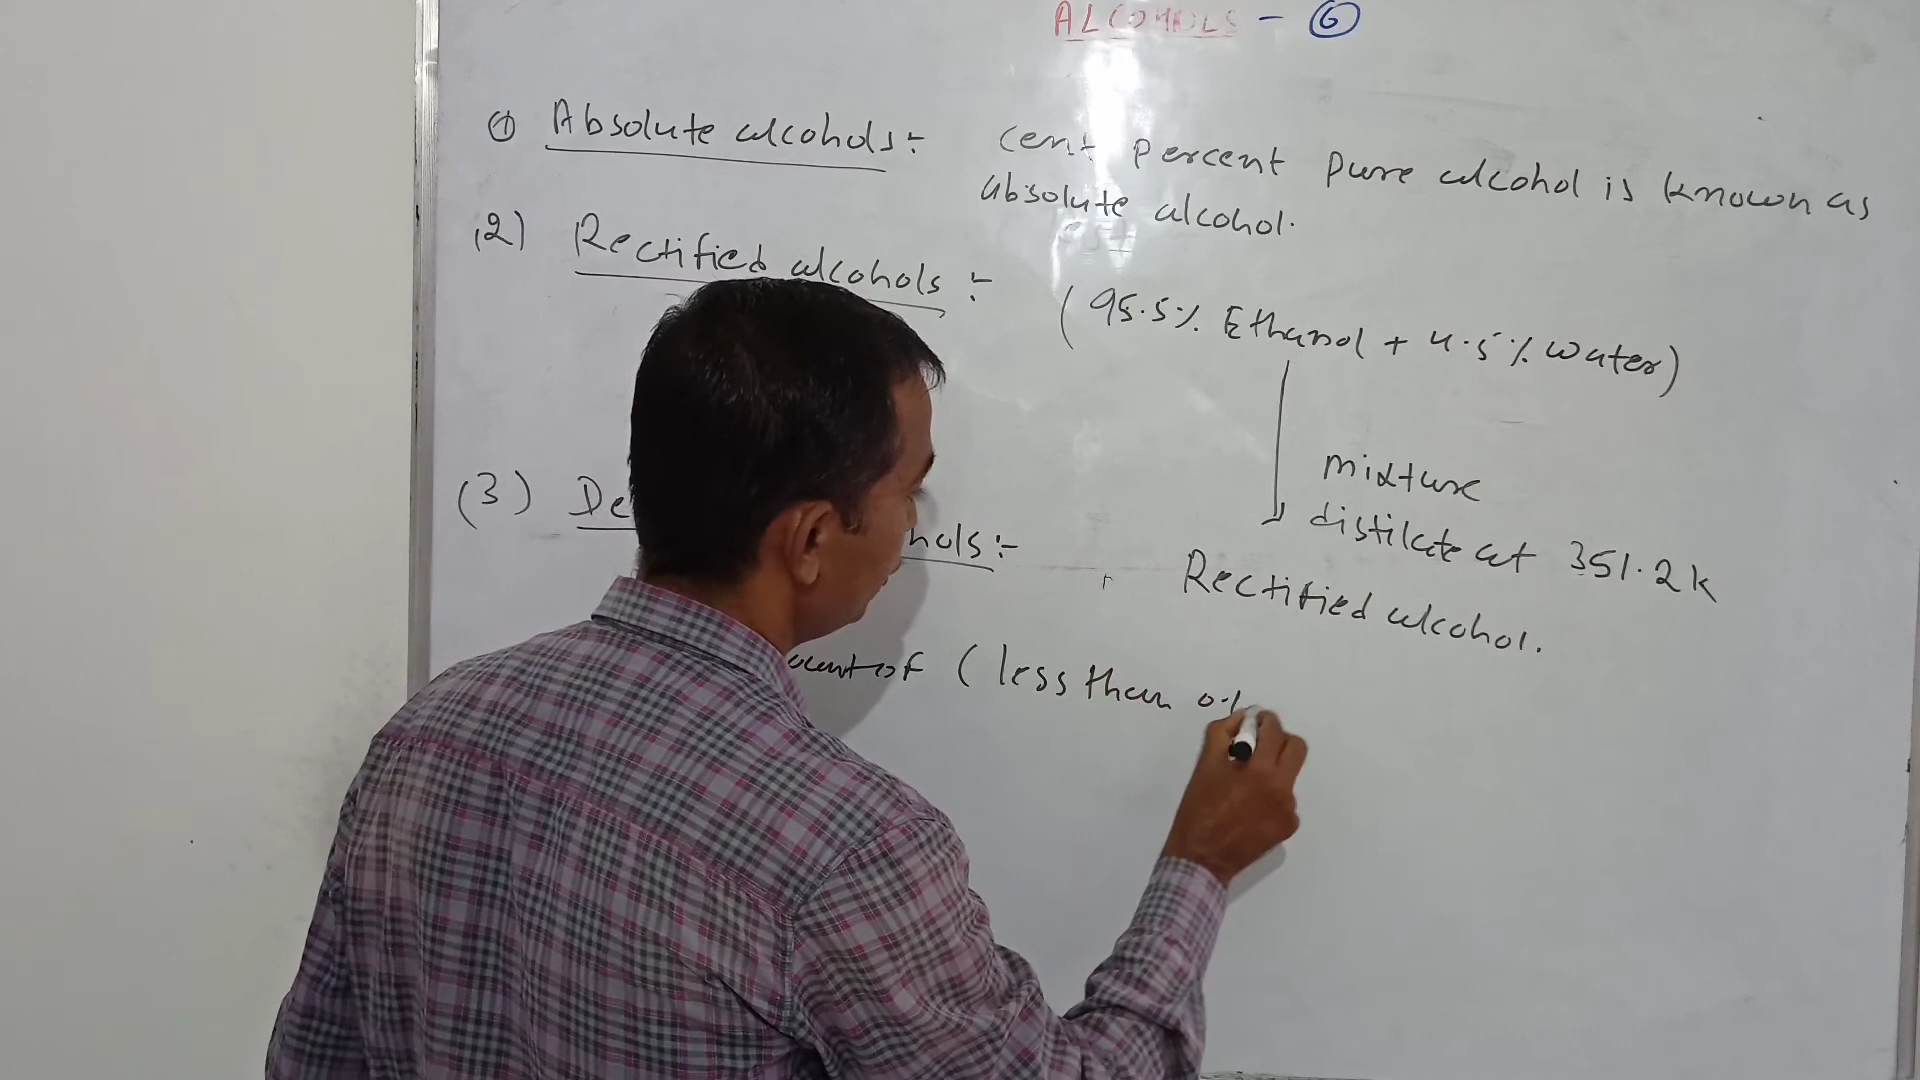 ALCOHOLS - 6
① Absolute alcohols :- cent percent pure alcohol is known as
absolute alcohol.
(2) Rectified alcohols :- (95.5% Ethanol + 4.5% water)
mixture
distilate at 351.2 K
Rectified alcohol.
(3) De hols :-
ount of (less than